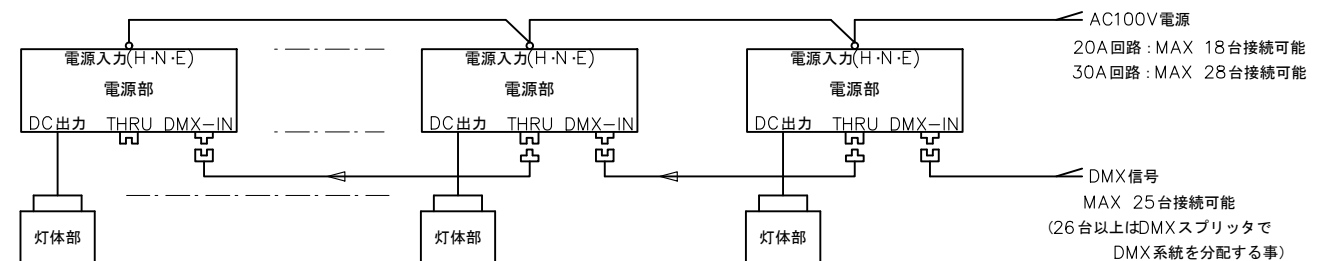 AC100V電源
20A回路：MAX 18台接続可能
30A回路：MAX 28台接続可能
電源入力(H・N・E)
電源部
DC出力 THRU DMX−IN
電源入力(H・N・E)
電源部
DC出力 THRU DMX−IN
電源入力(H・N・E)
電源部
DC出力 THRU DMX−IN
DMX信号
MAX 25台接続可能
(26台以上はDMXスプリッタで
DMX系統を分配する事)
灯体部
灯体部
灯体部